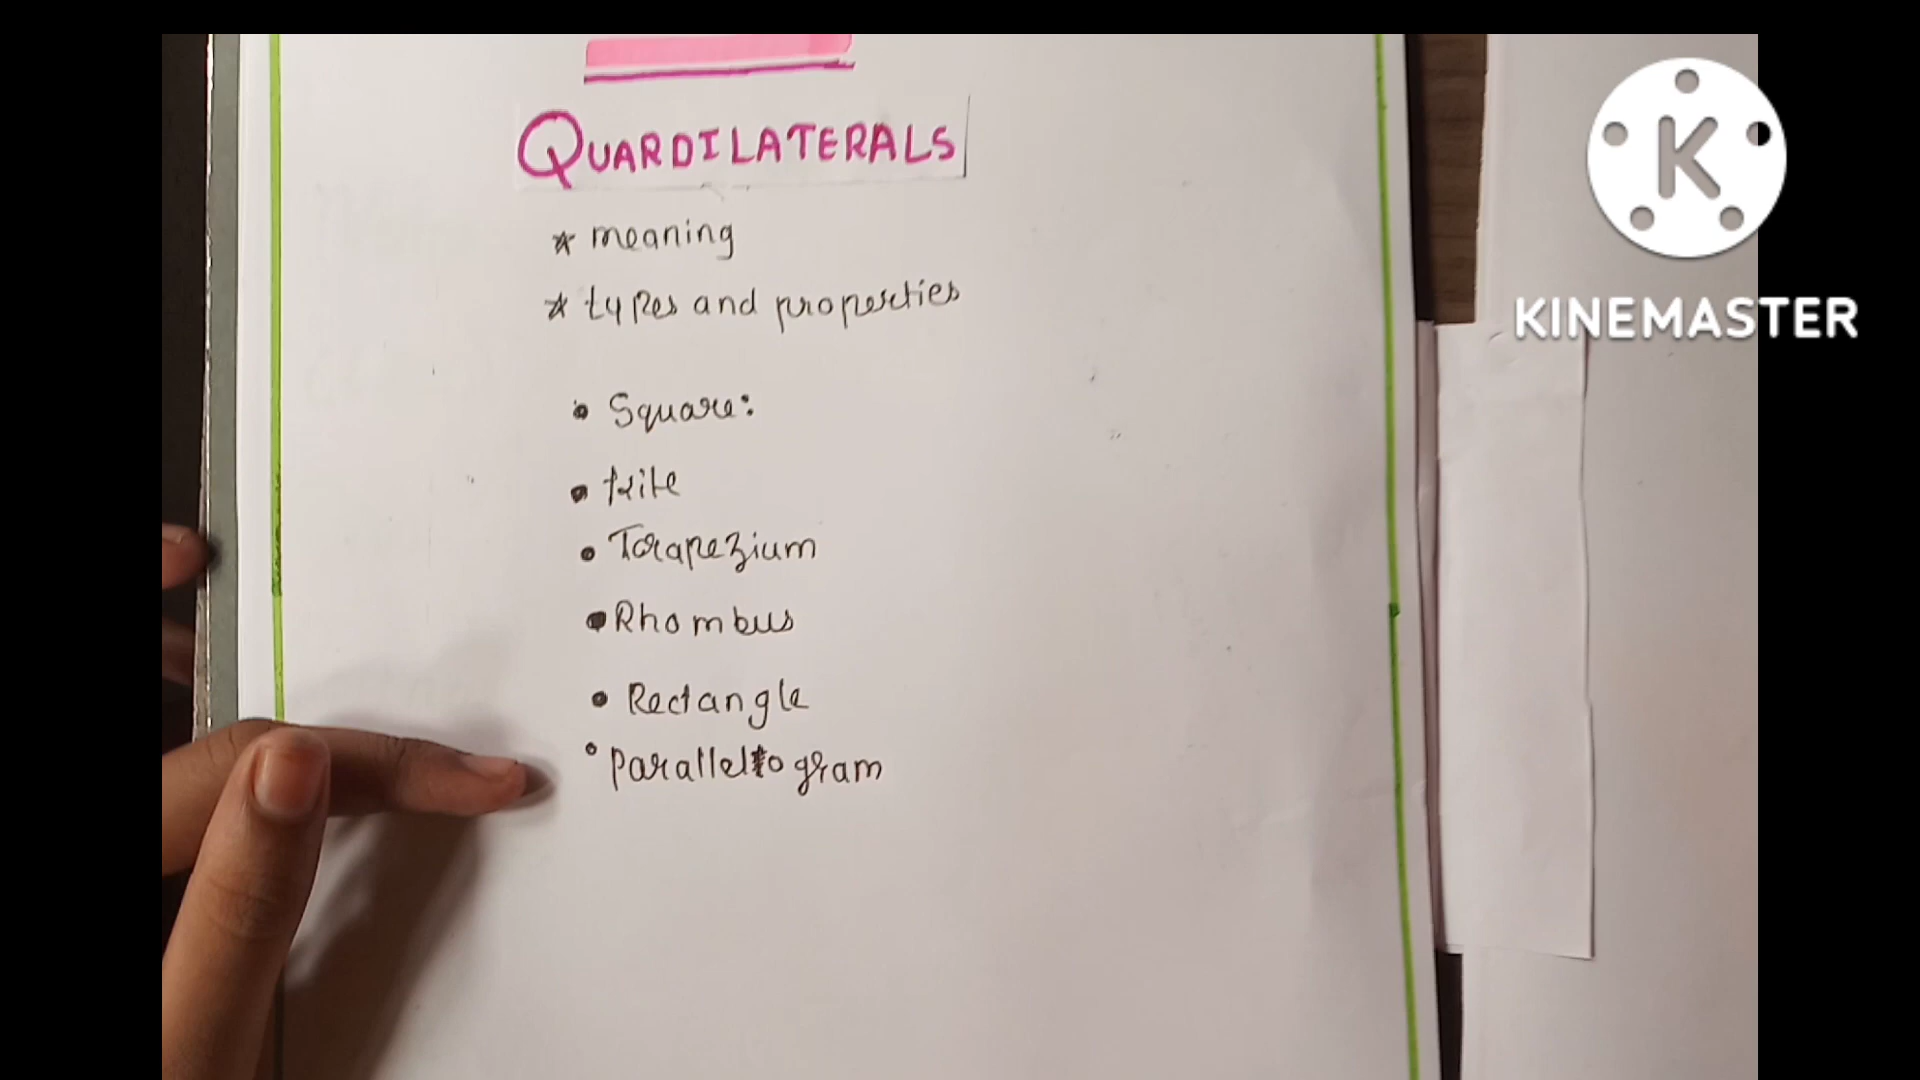 QUARDILATERALS
* meaning
* types and properties
• Square:
• kite
• Trapezium
• Rhombus
• Rectangle
• parallelogram
K
KINEMASTER